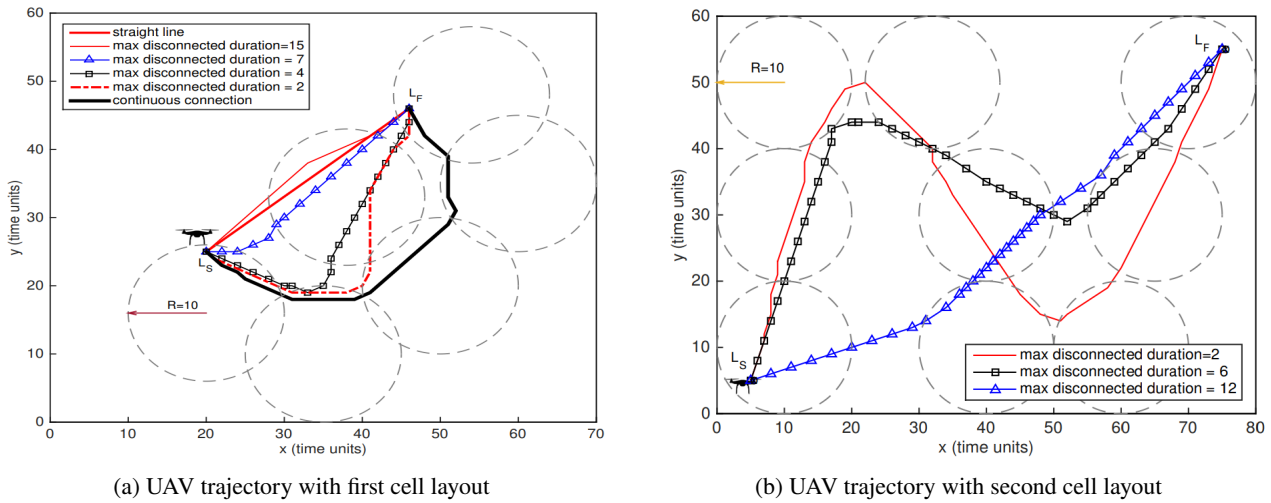 straight line
max disconnected duration=15
max disconnected duration = 7
max disconnected duration = 4
max disconnected duration = 2
continuous connection
60
50
40
30
20
10
0
y (time units)
L_F
L_S
R=10
0 10 20 30 40 50 60 70
x (time units)
(a) UAV trajectory with first cell layout
60
50
40
30
20
10
0
y (time units)
L_F
R=10
L_S
max disconnected duration=2
max disconnected duration = 6
max disconnected duration = 12
0 10 20 30 40 50 60 70 80
x (time units)
(b) UAV trajectory with second cell layout